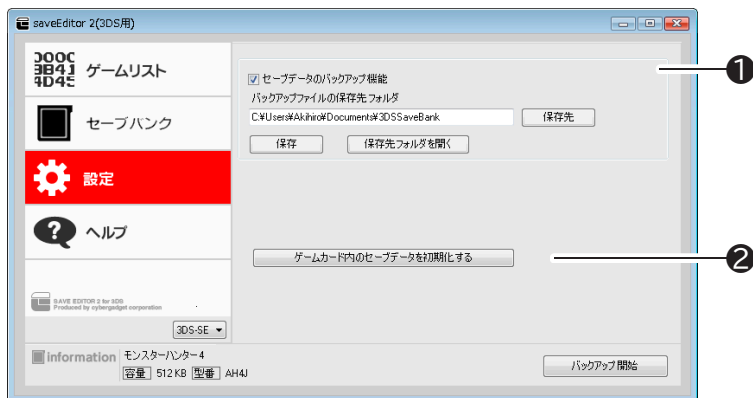 saveEditor 2(3DS用)
ゲームリスト
セーブバンク
設定
ヘルプ
SAVE EDITOR 2 for 3DS
Produced by cybergadget corporation
3DS-SE
セーブデータのバックアップ機能
バックアップファイルの保存先フォルダ
C:¥Users¥Akihiro¥Documents¥3DSSaveBank
保存先
保存
保存先フォルダを開く
❶
ゲームカード内のセーブデータを初期化する
❷
information
モンスターハンター4
容量 512 KB 型番 AH4J
バックアップ開始